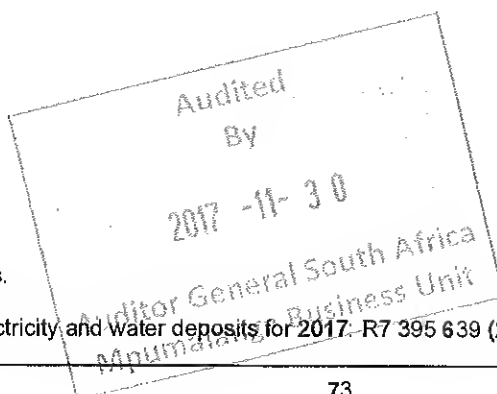 Audited
By
2017 -11- 30
s.
Auditor General South Africa
ctricity and water deposits for 2017: R7 395 639 (2
Mpumalanga Business Unit
73